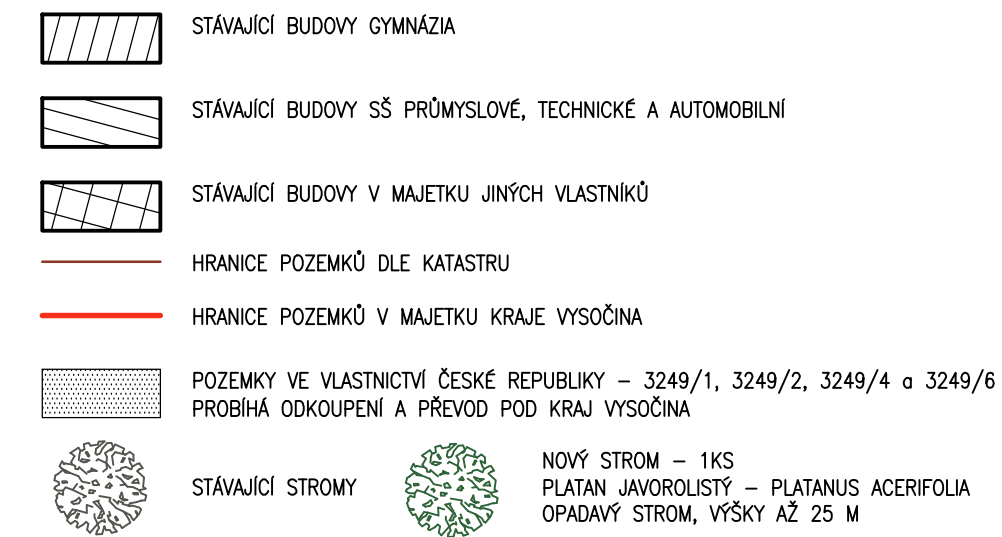 STÁVAJÍCÍ BUDOVY GYMNÁZIA
STÁVAJÍCÍ BUDOVY SŠ PRŮMYSLOVÉ, TECHNICKÉ A AUTOMOBILNÍ
STÁVAJÍCÍ BUDOVY V MAJETKU JINÝCH VLASTNÍKŮ
HRANICE POZEMKŮ DLE KATASTRU
HRANICE POZEMKŮ V MAJETKU KRAJE VYSOČINA
POZEMKY VE VLASTNICTVÍ ČESKÉ REPUBLIKY – 3249/1, 3249/2, 3249/4 a 3249/6
PROBÍHÁ ODKOUPENÍ A PŘEVOD POD KRAJ VYSOČINA
STÁVAJÍCÍ STROMY
NOVÝ STROM – 1KS
PLATAN JAVOROLISTÝ – PLATANUS ACERIFOLIA
OPADAVÝ STROM, VÝŠKY AŽ 25 M